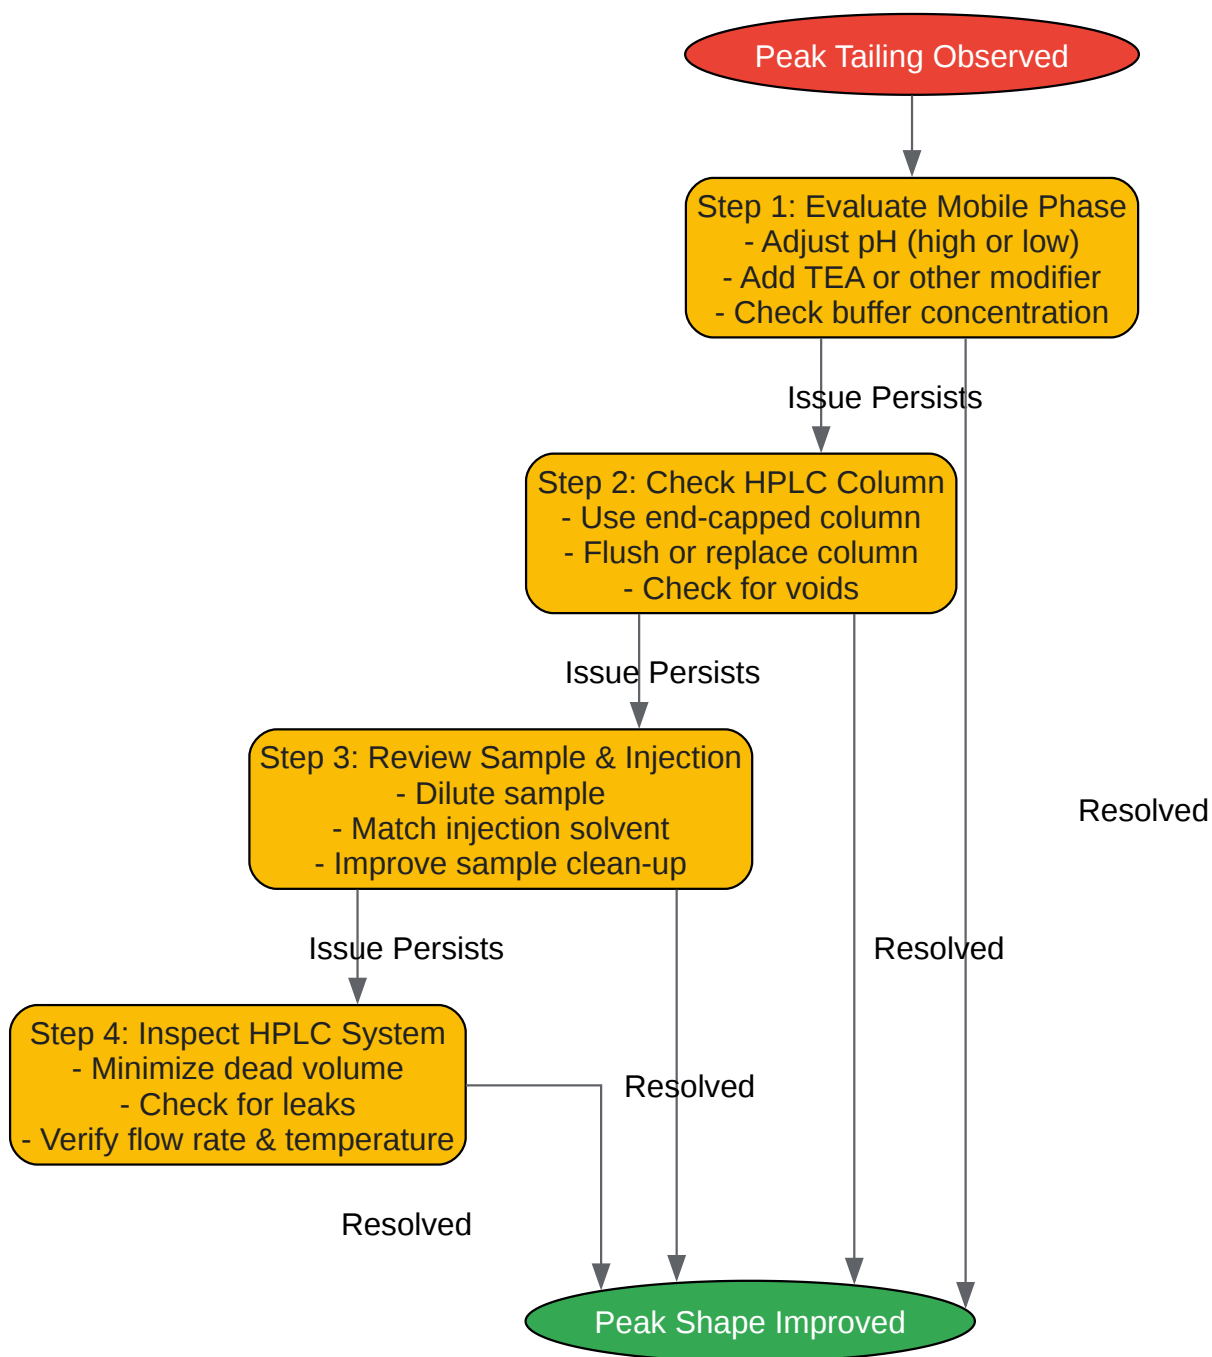 Peak Tailing Observed
Step 1: Evaluate Mobile Phase
- Adjust pH (high or low)
- Add TEA or other modifier
- Check buffer concentration
Issue Persists
Step 2: Check HPLC Column
- Use end-capped column
- Flush or replace column
- Check for voids
Issue Persists
Step 3: Review Sample & Injection
- Dilute sample
- Match injection solvent
- Improve sample clean-up
Resolved
Issue Persists
Resolved
Step 4: Inspect HPLC System
- Minimize dead volume
- Check for leaks
- Verify flow rate & temperature
Resolved
Resolved
Peak Shape Improved